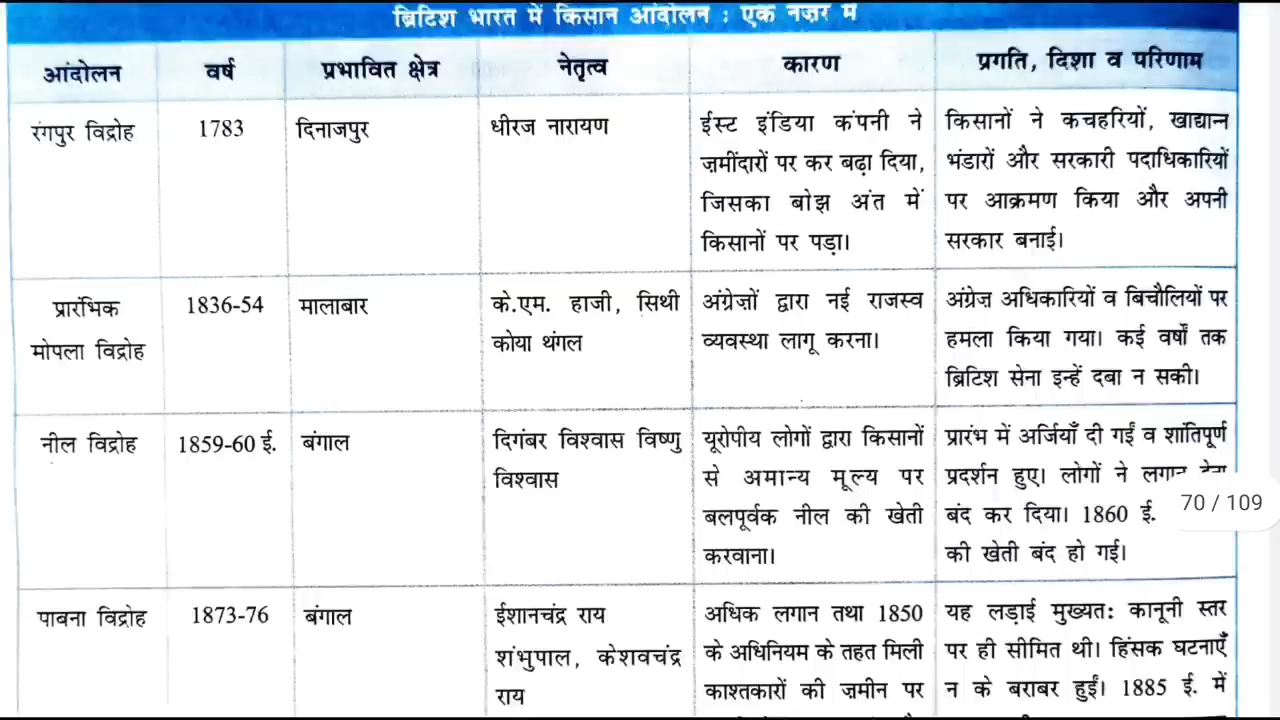 ब्रिटिश भारत में किसान आंदोलन : एक नज़र में
आंदोलन वर्ष प्रभावित क्षेत्र नेतृत्व कारण प्रगति, दिशा व परिणाम
रंगपुर विद्रोह 1783 दिनाजपुर धीरज नारायण
ईस्ट इंडिया कंपनी ने
ज़मींदारों पर कर बढ़ा दिया,
जिसका बोझ अंत में
किसानों पर पड़ा।
किसानों ने कचहरियों, खाद्यान्न
भंडारों और सरकारी पदाधिकारियों
पर आक्रमण किया और अपनी
सरकार बनाई।
प्रारंभिक
मोपला विद्रोह
1836-54
मालाबार
के.एम. हाजी, सिथी
कोया थंगल
अंग्रेज़ों द्वारा नई राजस्व
व्यवस्था लागू करना।
अंग्रेज़ अधिकारियों व बिचौलियों पर
हमला किया गया। कई वर्षों तक
ब्रिटिश सेना इन्हें दबा न सकी।
नील विद्रोह
1859-60 ई.
बंगाल
दिगंबर विश्वास विष्णु
विश्वास
यूरोपीय लोगों द्वारा किसानों
से अमान्य मूल्य पर
बलपूर्वक नील की खेती
करवाना।
प्रारंभ में अर्जियाँ दी गईं व शांतिपूर्ण
प्रदर्शन हुए। लोगों ने लगान
बंद कर दिया। 1860 ई.
की खेती बंद हो गई।
70 / 109
पाबना विद्रोह
1873-76
बंगाल
ईशानचंद्र राय
शंभुपाल, केशवचंद्र
राय
अधिक लगान तथा 1850
के अधिनियम के तहत मिली
काश्तकारों की ज़मीन पर
यह लड़ाई मुख्यतः कानूनी स्तर
पर ही सीमित थी। हिंसक घटनाएँ
न के बराबर हुईं। 1885 ई. में